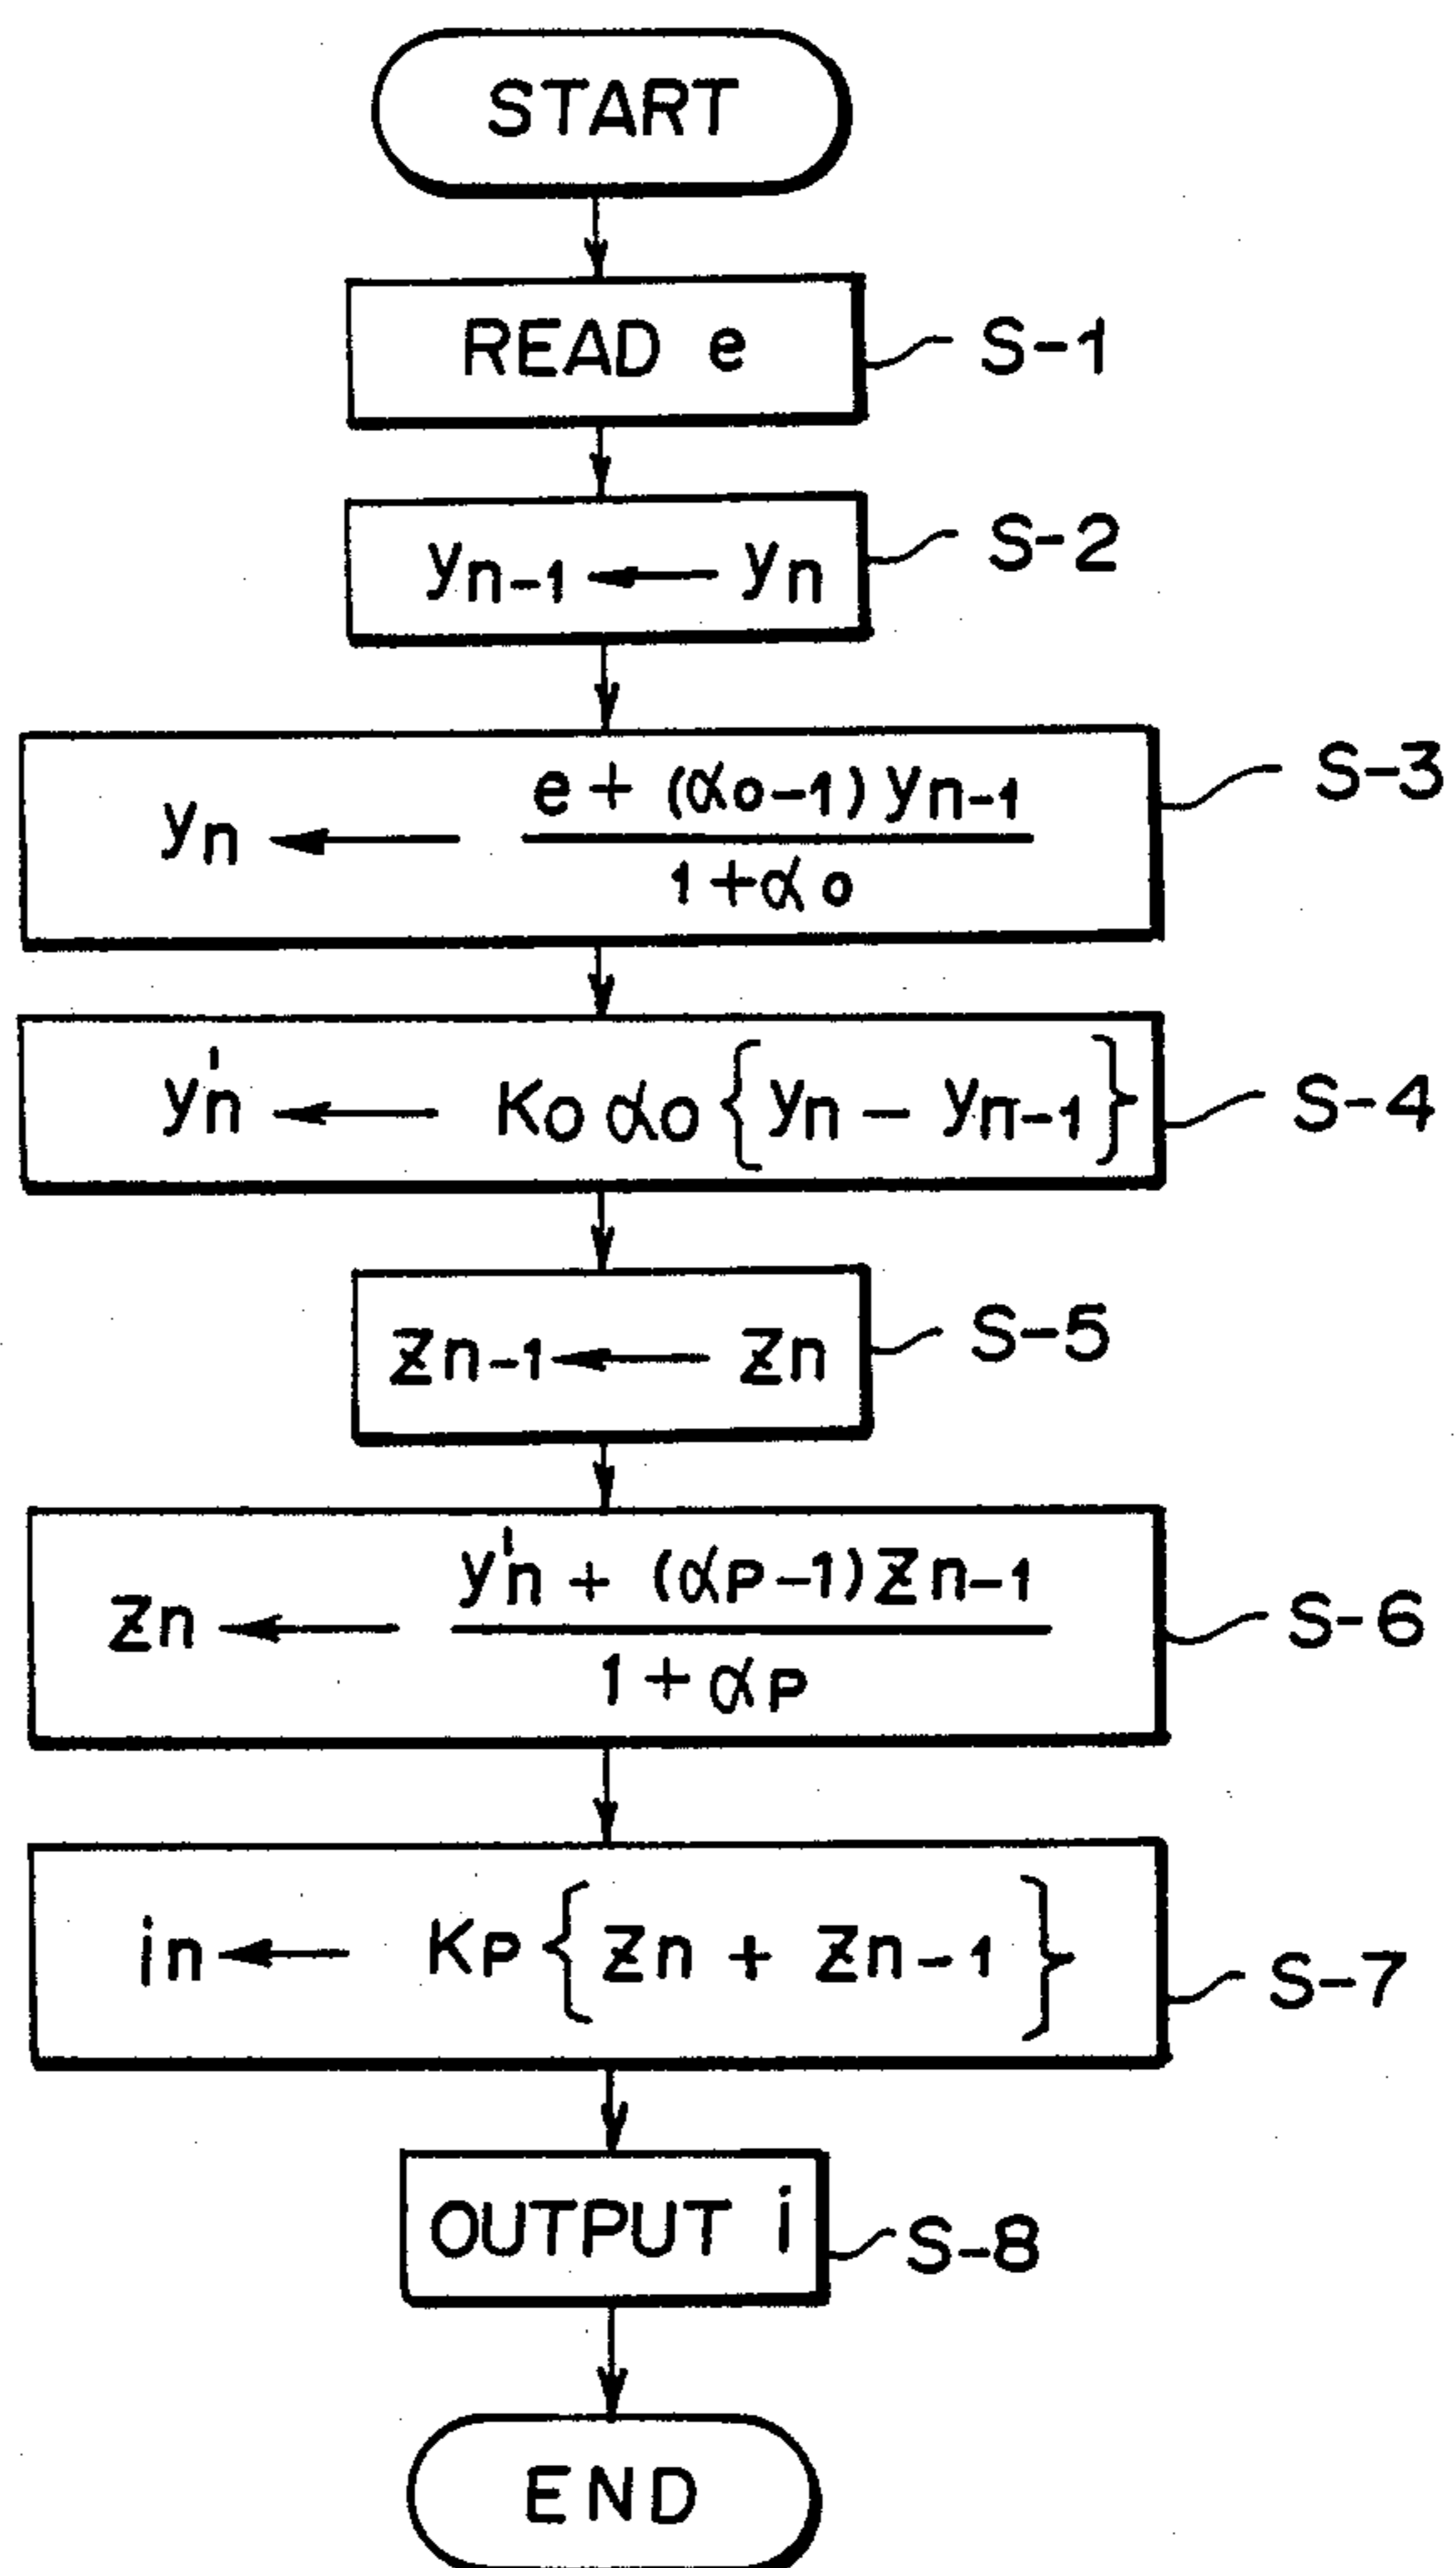 START
READ e S-1
yn-1 ← yn S-2
yn ← e + (αo-1) yn-1 / 1+αo S-3
y'n ← Ko αo { yn - yn-1 } S-4
Zn-1 ← Zn S-5
Zn ← y'n + (αP-1) Zn-1 / 1 + αP S-6
in ← KP { Zn + Zn-1 } S-7
OUTPUT i S-8
END